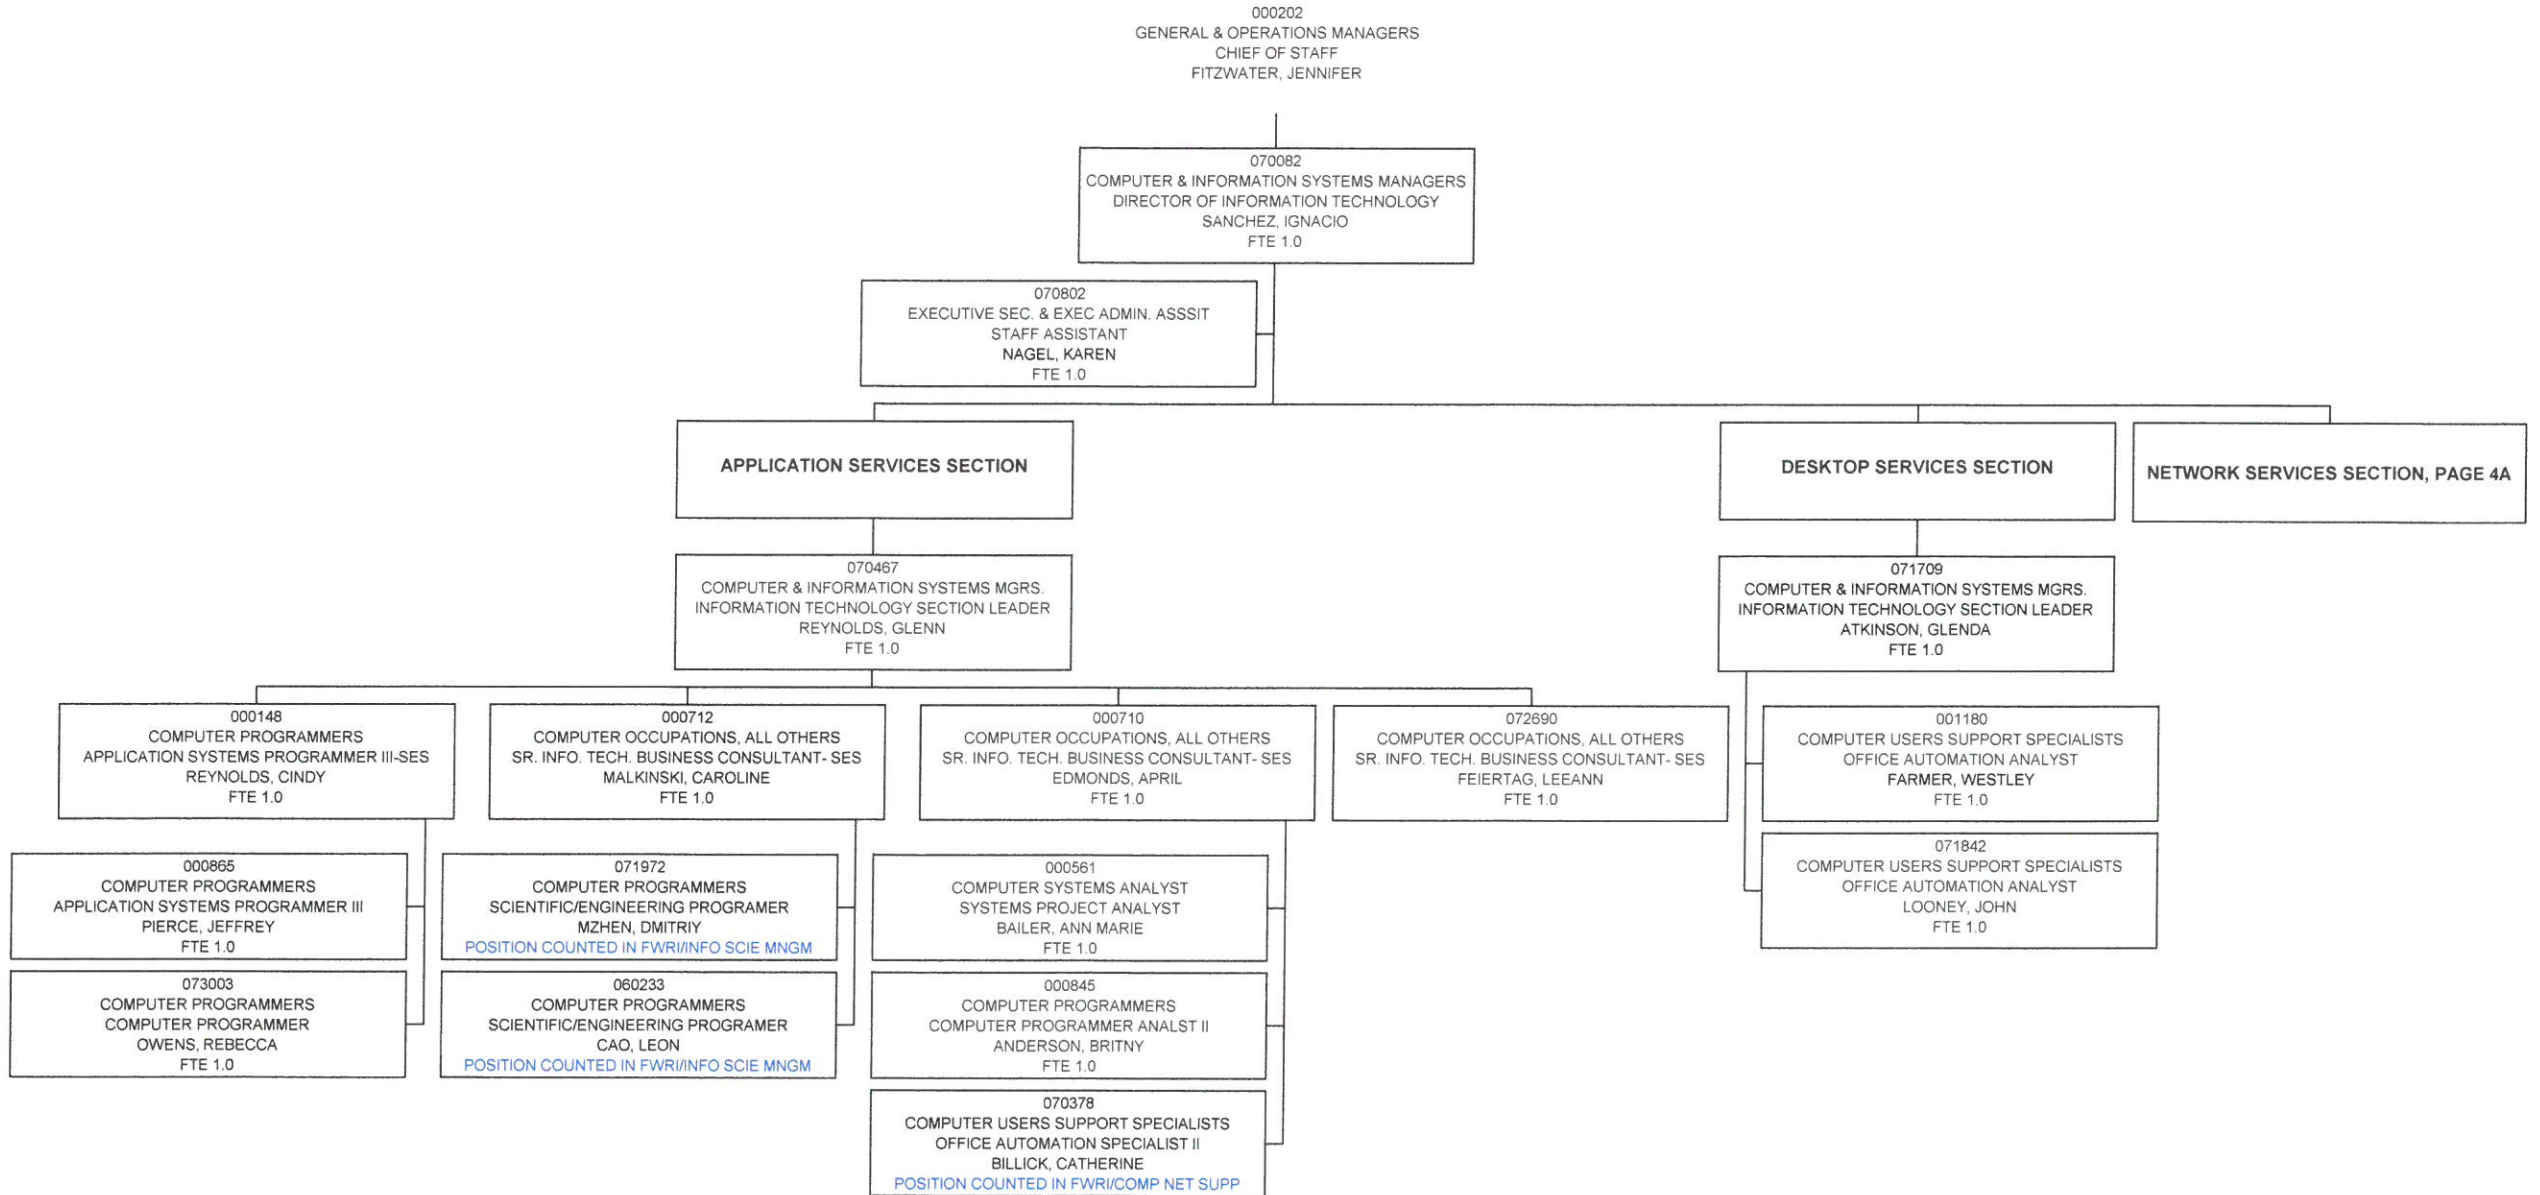 000202
GENERAL & OPERATIONS MANAGERS
CHIEF OF STAFF
FITZWATER, JENNIFER
070082
COMPUTER & INFORMATION SYSTEMS MANAGERS
DIRECTOR OF INFORMATION TECHNOLOGY
SANCHEZ, IGNACIO
FTE 1.0
070802
EXECUTIVE SEC. & EXEC ADMIN. ASSSIT
STAFF ASSISTANT
NAGEL, KAREN
FTE 1.0
APPLICATION SERVICES SECTION
DESKTOP SERVICES SECTION
NETWORK SERVICES SECTION, PAGE 4A
070467
COMPUTER & INFORMATION SYSTEMS MGRS.
INFORMATION TECHNOLOGY SECTION LEADER
REYNOLDS, GLENN
FTE 1.0
071709
COMPUTER & INFORMATION SYSTEMS MGRS.
INFORMATION TECHNOLOGY SECTION LEADER
ATKINSON, GLENDA
FTE 1.0
000148
COMPUTER PROGRAMMERS
APPLICATION SYSTEMS PROGRAMMER III-SES
REYNOLDS, CINDY
FTE 1.0
000712
COMPUTER OCCUPATIONS, ALL OTHERS
SR. INFO. TECH. BUSINESS CONSULTANT- SES
MALKINSKI, CAROLINE
FTE 1.0
000710
COMPUTER OCCUPATIONS, ALL OTHERS
SR. INFO. TECH. BUSINESS CONSULTANT- SES
EDMONDS, APRIL
FTE 1.0
072690
COMPUTER OCCUPATIONS, ALL OTHERS
SR. INFO. TECH. BUSINESS CONSULTANT- SES
FEIERTAG, LEEANN
FTE 1.0
001180
COMPUTER USERS SUPPORT SPECIALISTS
OFFICE AUTOMATION ANALYST
FARMER, WESTLEY
FTE 1.0
000865
COMPUTER PROGRAMMERS
APPLICATION SYSTEMS PROGRAMMER III
PIERCE, JEFFREY
FTE 1.0
071972
COMPUTER PROGRAMMERS
SCIENTIFIC/ENGINEERING PROGRAMER
MZHEN, DMITRIY
POSITION COUNTED IN FWRI/INFO SCIE MNGM
000561
COMPUTER SYSTEMS ANALYST
SYSTEMS PROJECT ANALYST
BAILER, ANN MARIE
FTE 1.0
071842
COMPUTER USERS SUPPORT SPECIALISTS
OFFICE AUTOMATION ANALYST
LOONEY, JOHN
FTE 1.0
073003
COMPUTER PROGRAMMERS
COMPUTER PROGRAMMER
OWENS, REBECCA
FTE 1.0
060233
COMPUTER PROGRAMMERS
SCIENTIFIC/ENGINEERING PROGRAMER
CAO, LEON
POSITION COUNTED IN FWRI/INFO SCIE MNGM
000845
COMPUTER PROGRAMMERS
COMPUTER PROGRAMMER ANALST II
ANDERSON, BRITNY
FTE 1.0
070378
COMPUTER USERS SUPPORT SPECIALISTS
OFFICE AUTOMATION SPECIALIST II
BILLICK, CATHERINE
POSITION COUNTED IN FWRI/COMP NET SUPP